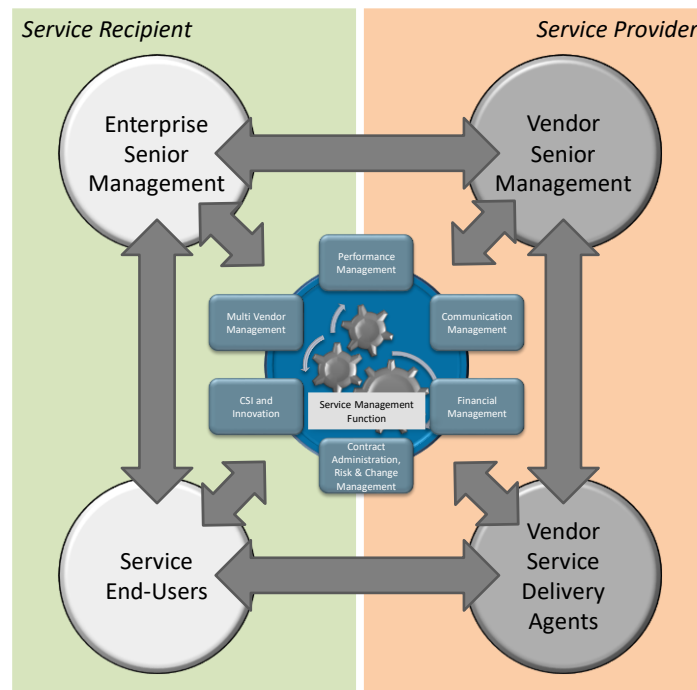 Service Recipient
Service Provider
Enterprise
Senior
Management
Vendor
Senior
Management
Performance
Management
Multi Vendor
Management
Communication
Management
CSI and
Innovation
Service Management
Function
Financial
Management
Contract
Administration,
Risk & Change
Management
Service
End-Users
Vendor
Service
Delivery
Agents